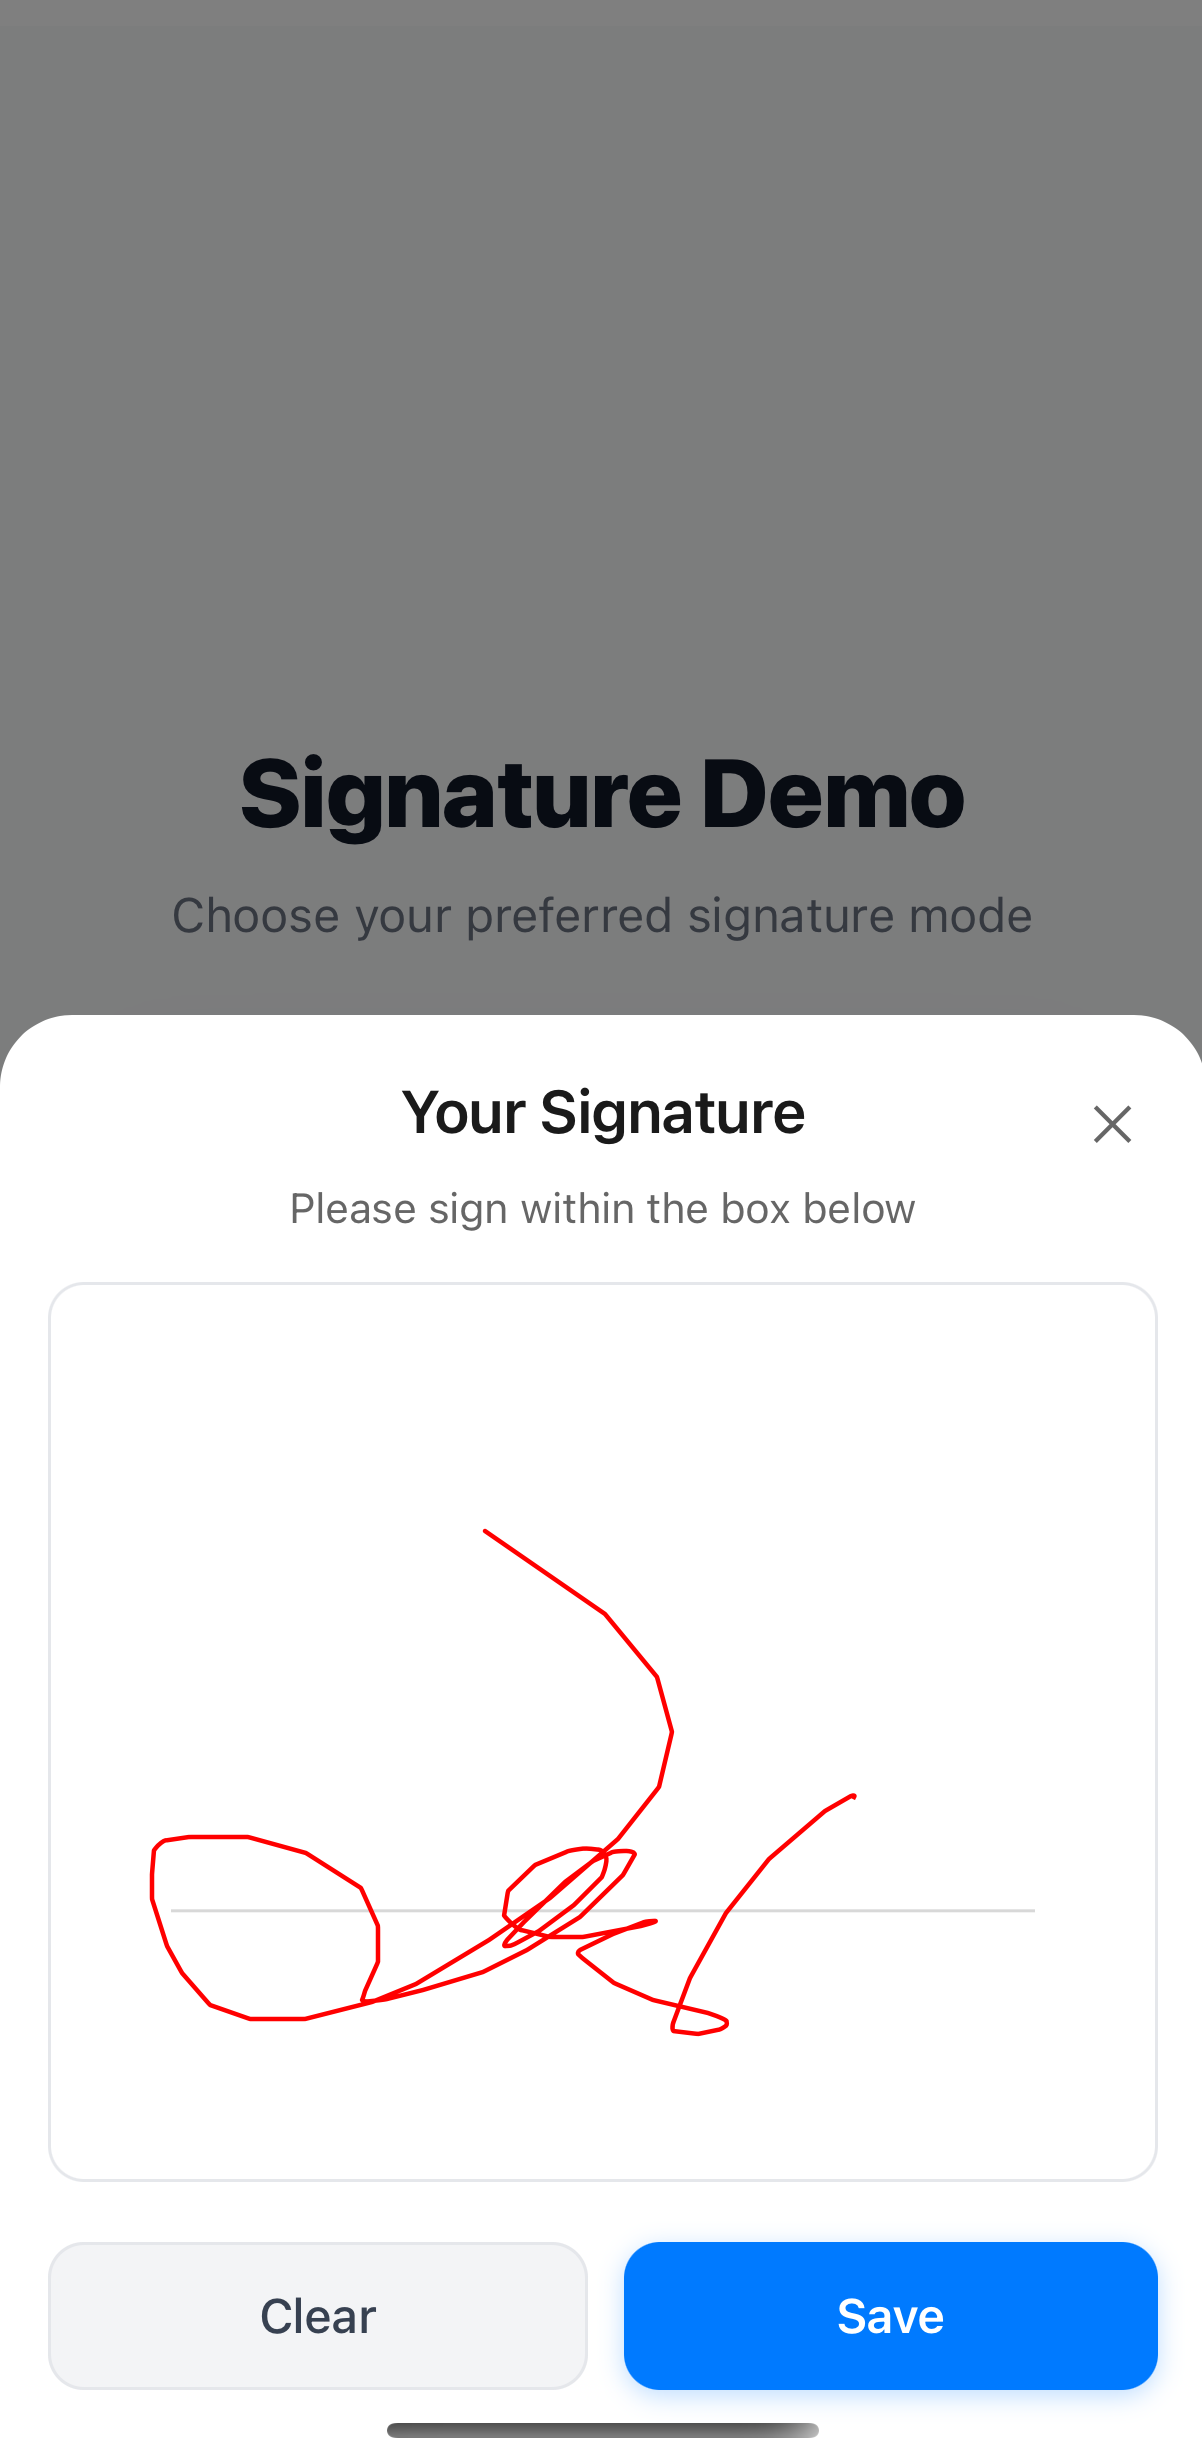 Signature Demo
Choose your preferred signature mode
Your Signature
Please sign within the box below
Clear
Save